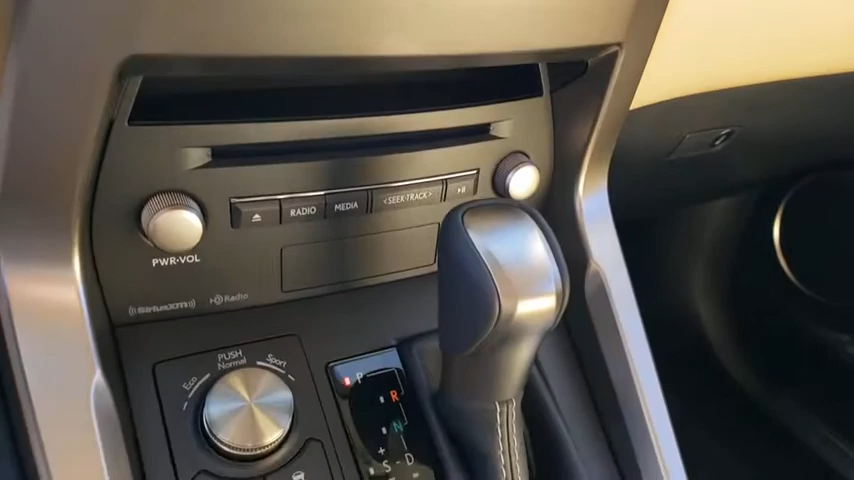 RADIO MEDIA <SEEK·TRACK>
PWR·VOL
SiriusXM HD Radio
PUSH
Normal
Eco Sport
P
R
N
+
S - D